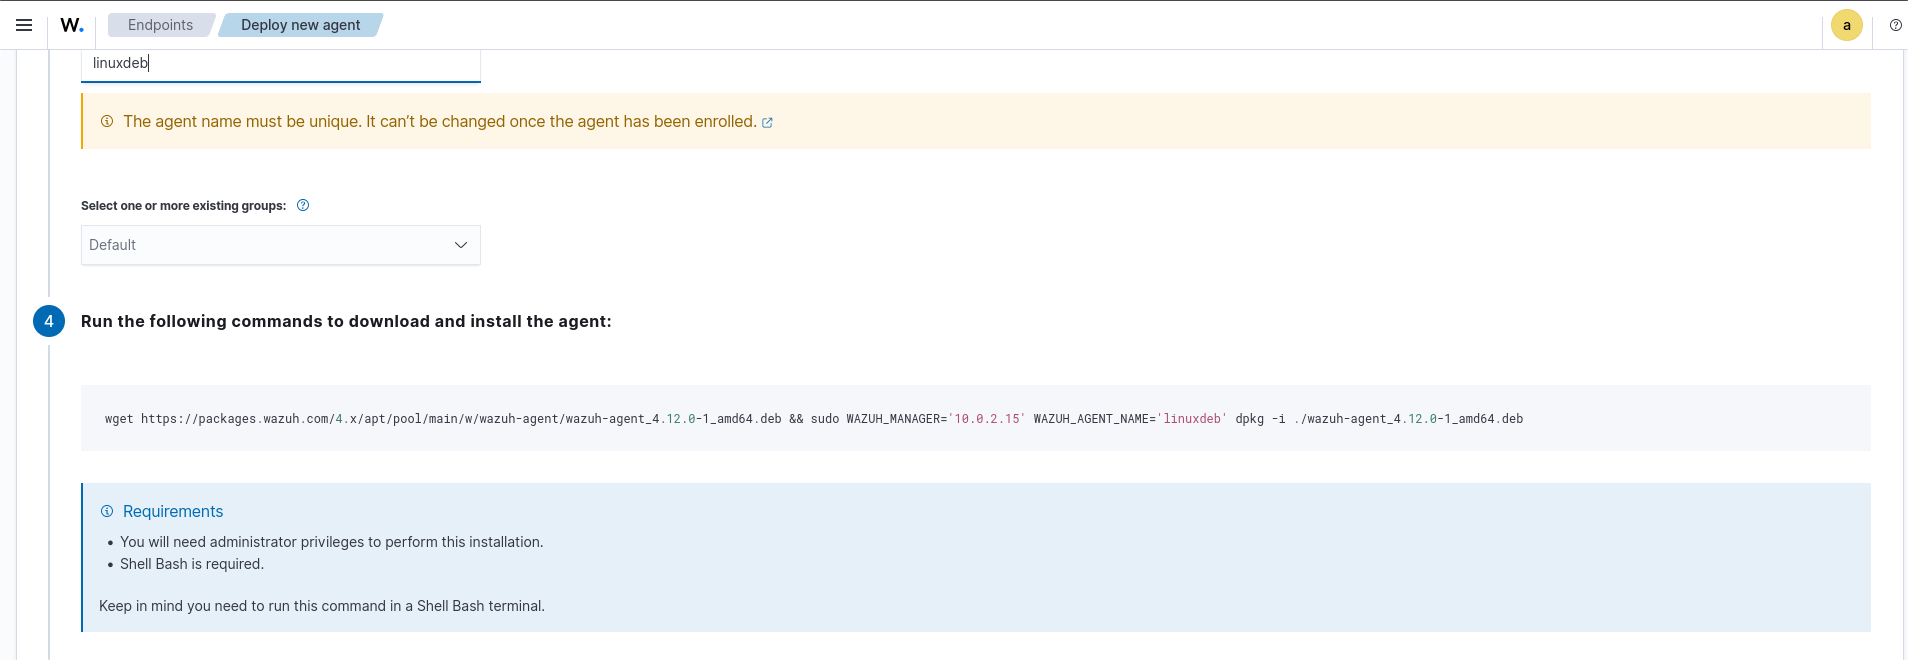 W. Endpoints Deploy new agent a
linuxdeb
The agent name must be unique. It can’t be changed once the agent has been enrolled.
Select one or more existing groups:
Default
4 Run the following commands to download and install the agent:
wget https://packages.wazuh.com/4.x/apt/pool/main/w/wazuh-agent/wazuh-agent_4.12.0-1_amd64.deb && sudo WAZUH_MANAGER='10.0.2.15' WAZUH_AGENT_NAME='linuxdeb' dpkg -i ./wazuh-agent_4.12.0-1_amd64.deb
Requirements
• You will need administrator privileges to perform this installation.
• Shell Bash is required.
Keep in mind you need to run this command in a Shell Bash terminal.